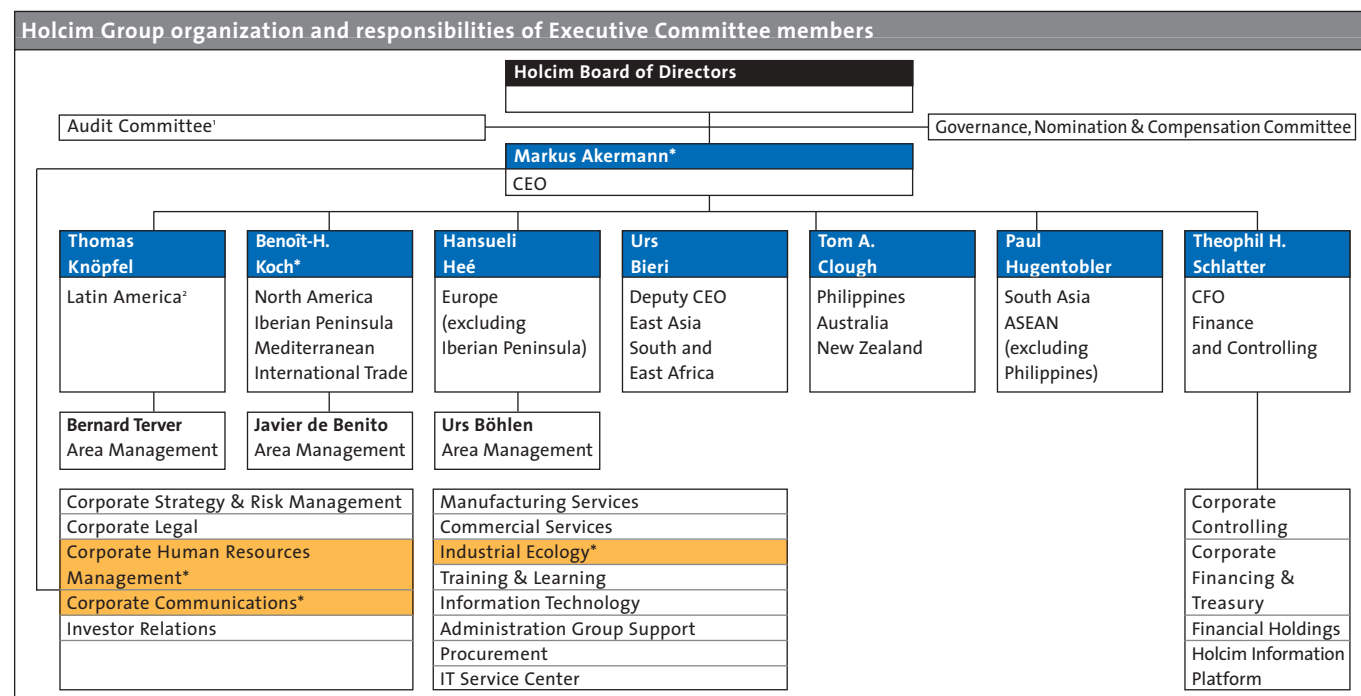 Holcim Group organization and responsibilities of Executive Committee members
Holcim Board of Directors
Audit Committee¹
Governance, Nomination & Compensation Committee
Markus Akermann*
CEO
Thomas
Knöpfel
Latin America²
Benoît-H.
Koch*
North America
Iberian Peninsula
Mediterranean
International Trade
Hansueli
Heé
Europe
(excluding
Iberian Peninsula)
Urs
Bieri
Deputy CEO
East Asia
South and
East Africa
Tom A.
Clough
Philippines
Australia
New Zealand
Paul
Hugentobler
South Asia
ASEAN
(excluding
Philippines)
Theophil H.
Schlatter
CFO
Finance
and Controlling
Bernard Terver
Area Management
Javier de Benito
Area Management
Urs Böhlen
Area Management
Corporate Strategy & Risk Management
Corporate Legal
Corporate Human Resources
Management*
Corporate Communications*
Investor Relations
Manufacturing Services
Commercial Services
Industrial Ecology*
Training & Learning
Information Technology
Administration Group Support
Procurement
IT Service Center
Corporate
Controlling
Corporate
Financing &
Treasury
Financial Holdings
Holcim Information
Platform